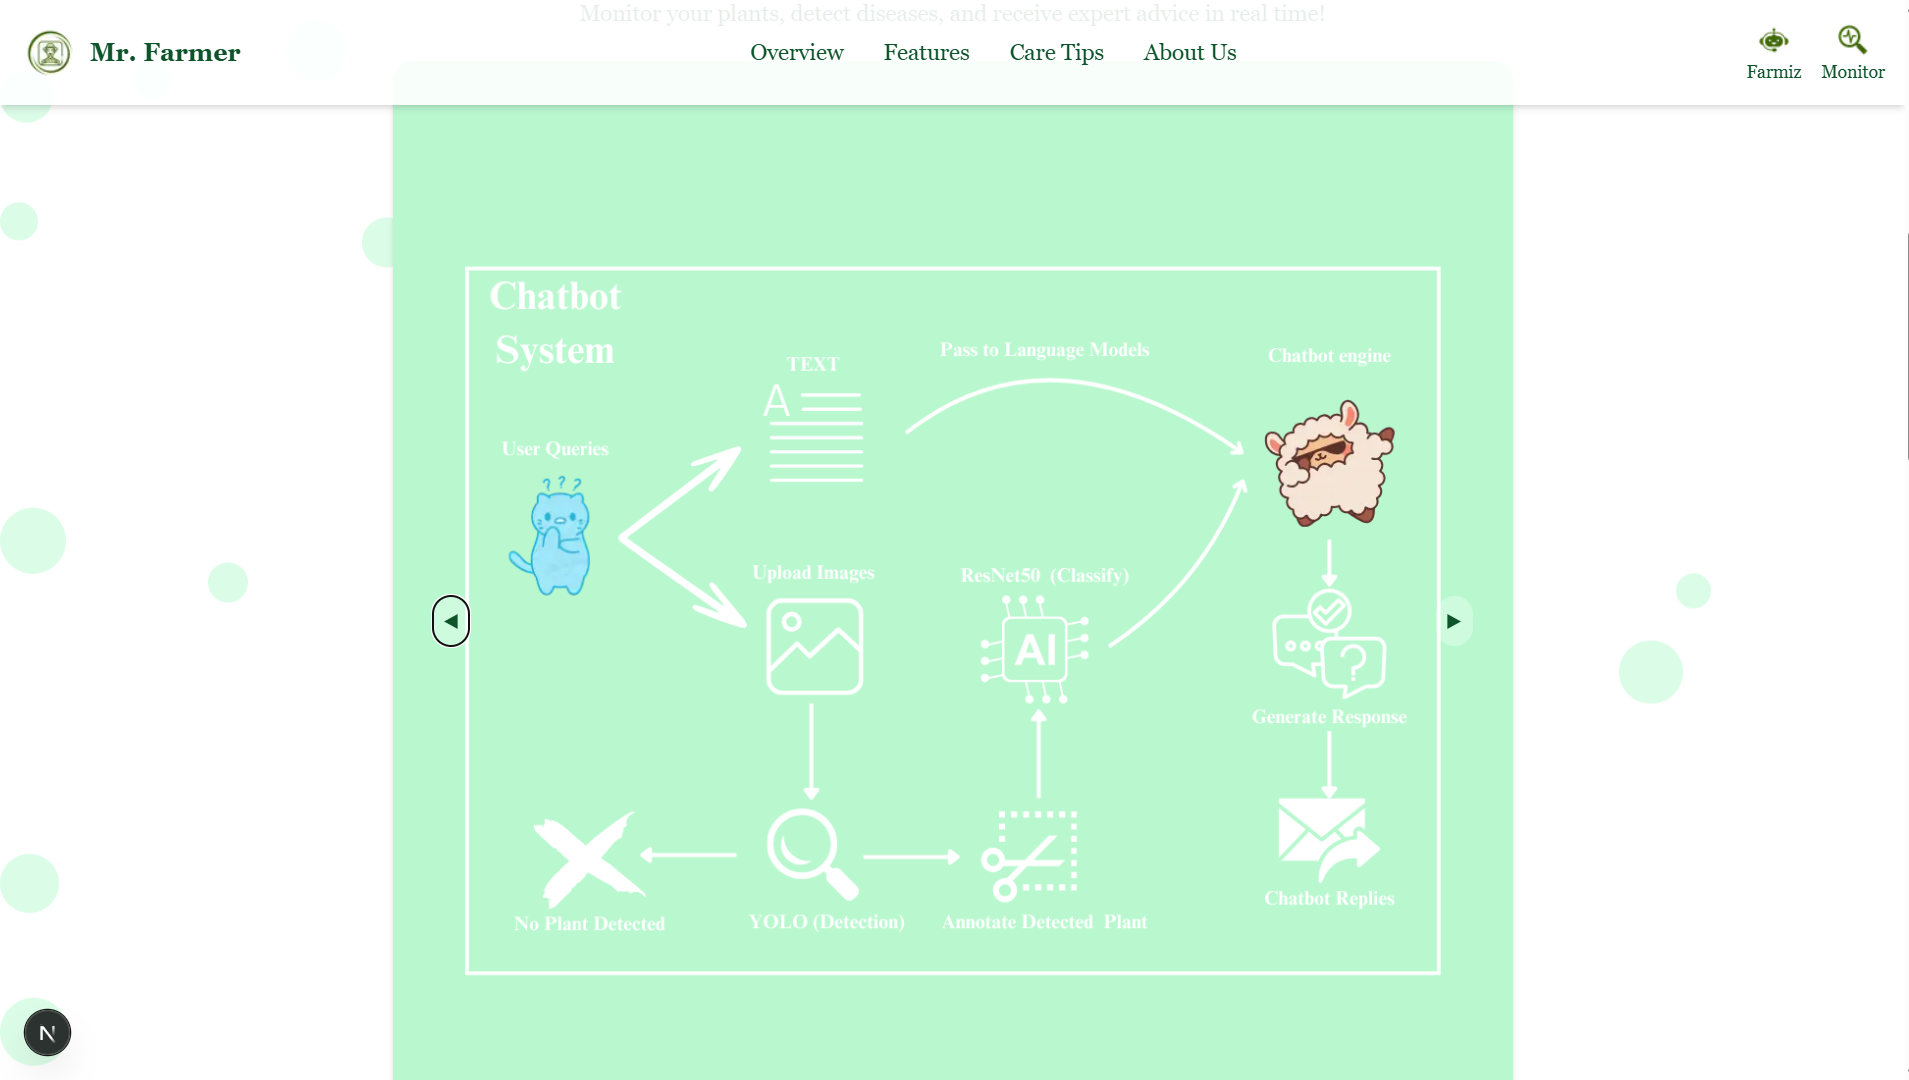 Monitor your plants, detect diseases, and receive expert advice in real time!
Mr. Farmer
Overview
Features
Care Tips
About Us
Farmiz
Monitor
Chatbot
System
TEXT
A
Pass to Language Models
Chatbot engine
User Queries
? ? ?
Upload Images
ResNet50 (Classify)
AI
?
Generate Response
No Plant Detected
YOLO (Detection)
Annotate Detected Plant
Chatbot Replies
N